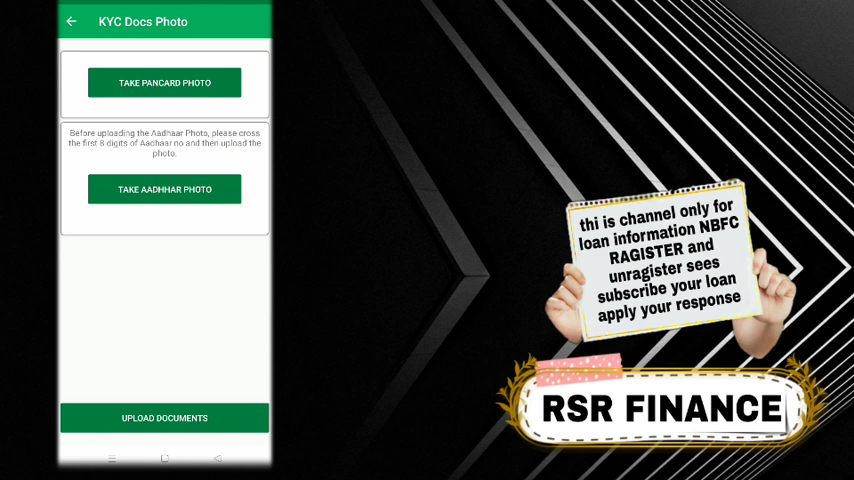 KYC Docs Photo
TAKE PANCARD PHOTO
Before uploading the Aadhaar Photo, please cross
the first 8 digits of Aadhaar no and then upload the
photo.
TAKE AADHHAR PHOTO
UPLOAD DOCUMENTS
thi is channel only for
loan information NBFC
RAGISTER and
unragister sees
subscribe your loan
apply your response
RSR FINANCE